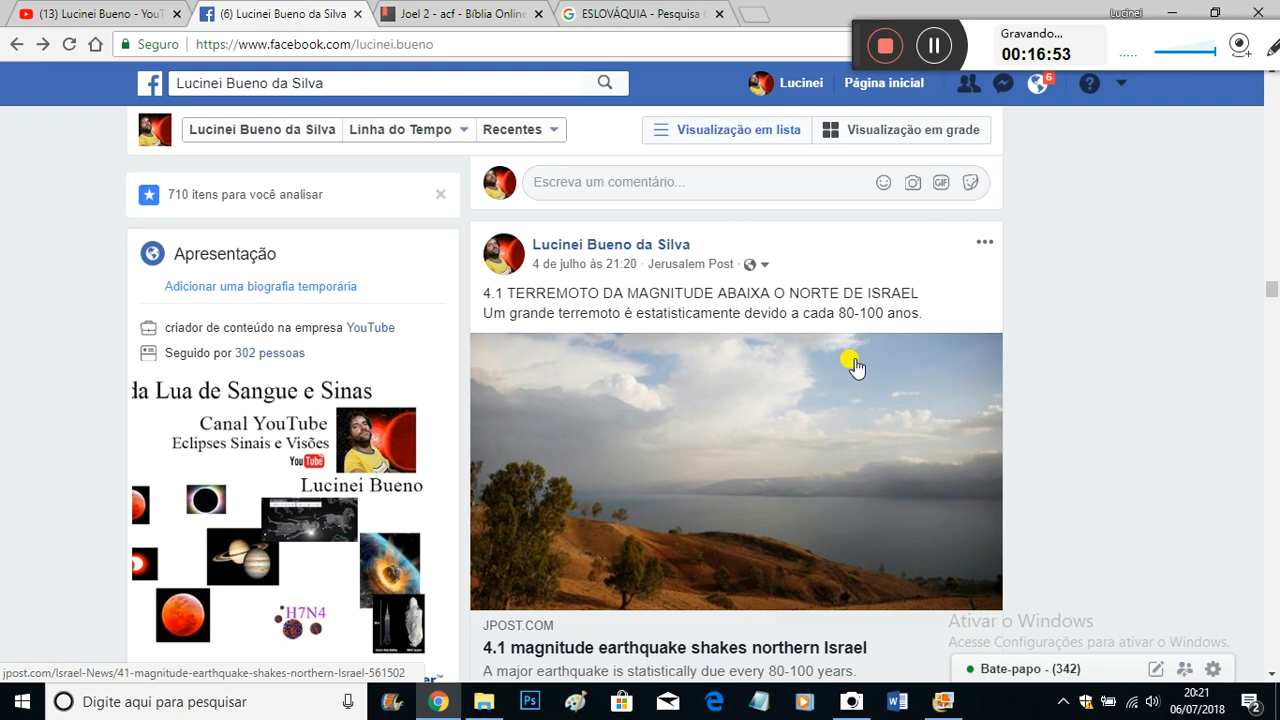 (13) Lucinei Bueno - YouT
(6) Lucinei Bueno da Silva
Joel 2 - acf - Bíblia Online
ESLOVÁQUIA - Pesquisa G
Lucinei
Seguro
https://www.facebook.com/lucinei.bueno
Gravando...
00:16:53
Lucinei Bueno da Silva
Lucinei
Página inicial
6
Lucinei Bueno da Silva
Linha do Tempo
Recentes
Visualização em lista
Visualização em grade
710 itens para você analisar
Escreva um comentário...
GIF
Apresentação
Adicionar uma biografia temporária
criador de conteúdo na empresa YouTube
Seguido por 302 pessoas
da Lua de Sangue e Sinas
Canal YouTube
Eclipses Sinais e Visões
You Tube
Lucinei Bueno
H7N4
Lucinei Bueno da Silva
4 de julho às 21:20 · Jerusalem Post ·
4.1 TERREMOTO DA MAGNITUDE ABAIXA O NORTE DE ISRAEL
Um grande terremoto é estatisticamente devido a cada 80-100 anos.
JPOST.COM
4.1 magnitude earthquake shakes northern Israel
A major earthquake is statistically due every 80-100 years.
Ativar o Windows
Acesse Configurações para ativar o Windows.
Bate-papo - (342)
jpost.com/Israel-News/41-magnitude-earthquake-shakes-northern-Israel-561502
Digite aqui para pesquisar
Ps
20:21
06/07/2018
2